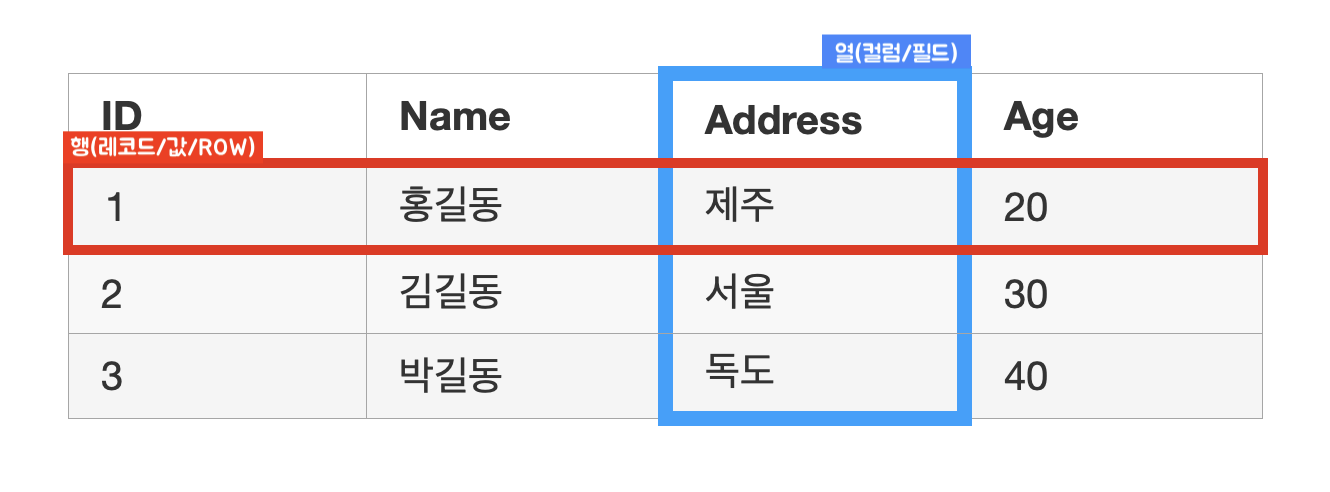 열(컬럼/필드)
ID Name Address Age
행(레코드/값/ROW)
1 홍길동 제주 20
2 김길동 서울 30
3 박길동 독도 40